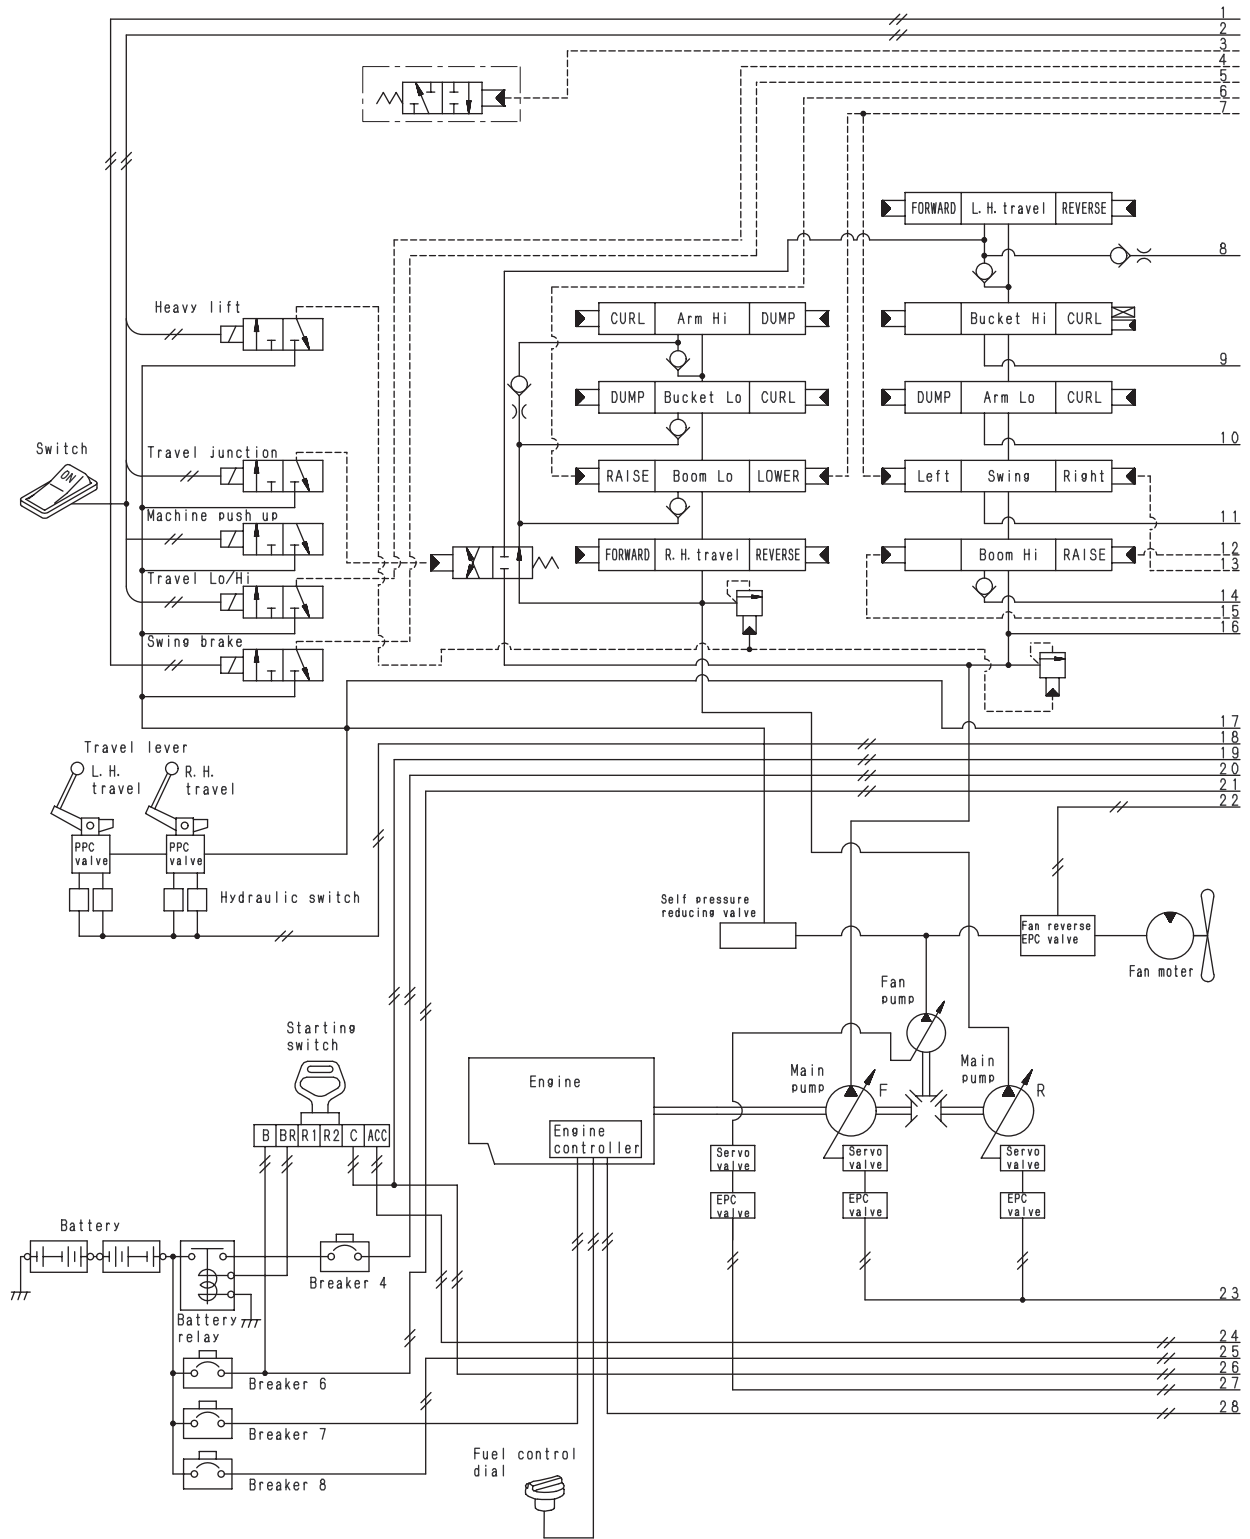 1
2
3
4
5
6
7
FORWARD L.H. travel REVERSE
8
Heavy lift
CURL Arm Hi DUMP
Bucket Hi CURL
9
DUMP Bucket Lo CURL
DUMP Arm Lo CURL
10
Switch
ON
Travel junction
RAISE Boom Lo LOWER
Left Swing Right
11
Machine push up
FORWARD R.H. travel REVERSE
Boom Hi RAISE
12
13
Travel Lo/Hi
14
15
16
Swing brake
17
18
19
20
21
22
Travel lever
L.H.
travel
R.H.
travel
PPC
valve
PPC
valve
Hydraulic switch
Self pressure
reducing valve
Fan reverse
EPC valve
Fan moter
Fan
pump
Starting
switch
Engine
Main
pump
F
Main
pump
R
B BR R1 R2 C ACC
Engine
controller
Servo
valve
Servo
valve
Servo
valve
EPC
valve
EPC
valve
EPC
valve
Battery
Breaker 4
Battery
relay
23
24
25
26
27
28
Breaker 6
Breaker 7
Breaker 8
Fuel control
dial